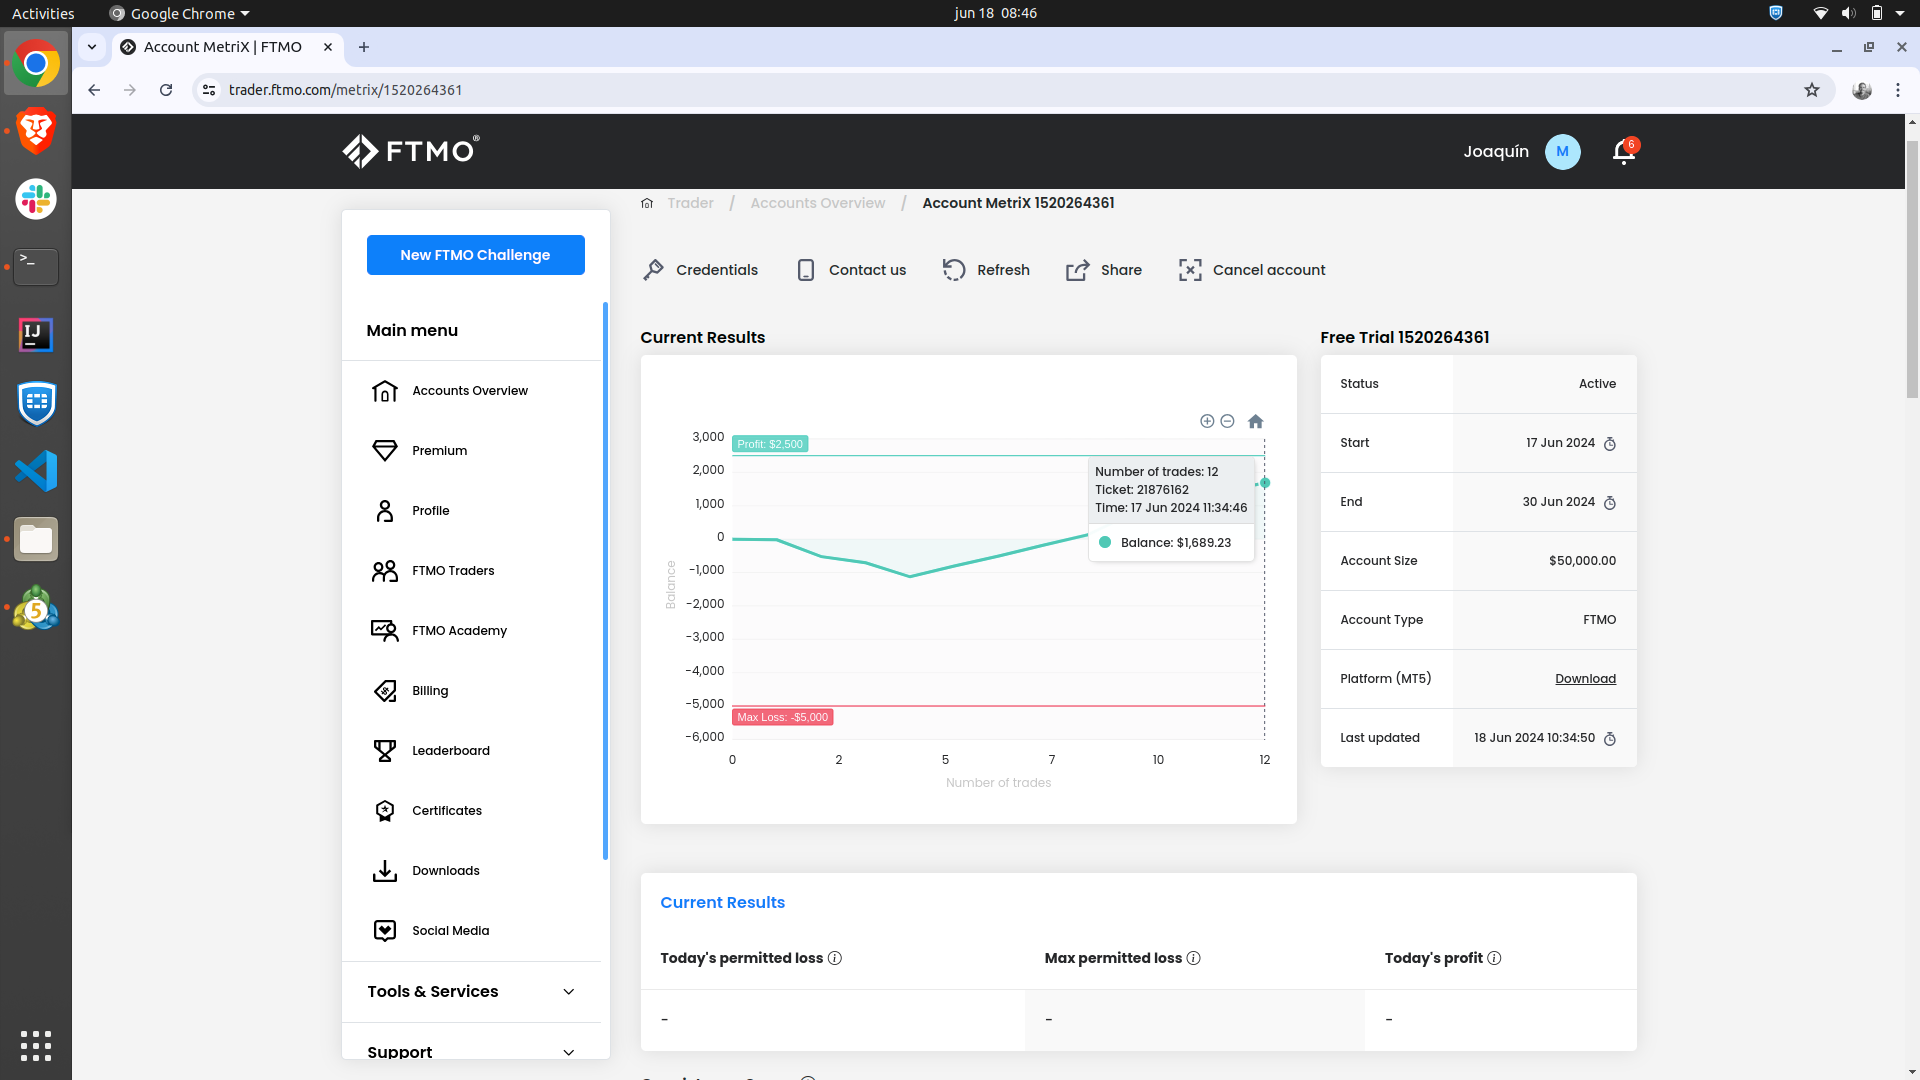 Activities
Google Chrome
jun 18 08:46
Account MetriX | FTMO
trader.ftmo.com/metrix/1520264361
FTMO®
Joaquín
M
6
Trader / Accounts Overview / Account MetriX 1520264361
New FTMO Challenge
Main menu
Accounts Overview
Premium
Profile
FTMO Traders
FTMO Academy
Billing
Leaderboard
Certificates
Downloads
Social Media
Tools & Services
Support
Credentials
Contact us
Refresh
Share
Cancel account
Current Results
3,000
2,000
1,000
0
-1,000
-2,000
-3,000
-4,000
-5,000
-6,000
Balance
Profit: $2,500
Max Loss: -$5,000
Number of trades: 12
Ticket: 21876162
Time: 17 Jun 2024 11:34:46
Balance: $1,689.23
0 2 5 7 10 12
Number of trades
Free Trial 1520264361
Status Active
Start 17 Jun 2024
End 30 Jun 2024
Account Size $50,000.00
Account Type FTMO
Platform (MT5) Download
Last updated 18 Jun 2024 10:34:50
Current Results
Today's permitted loss Max permitted loss Today's profit
- - -
IJ
5
>_